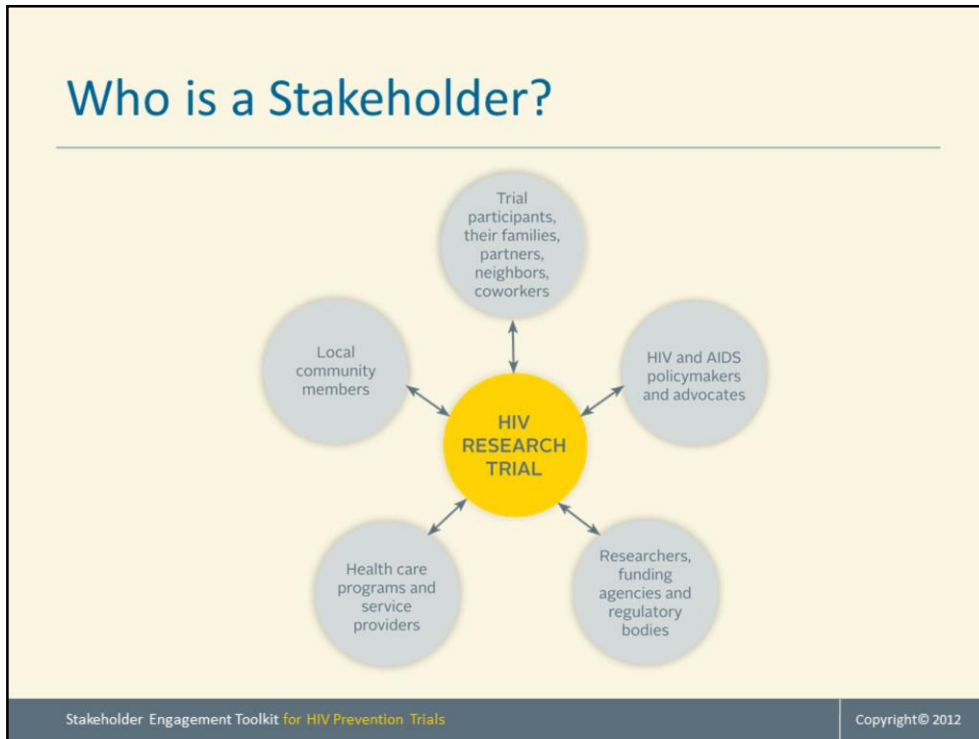 Who is a Stakeholder?
Trial
participants,
their families,
partners,
neighbors,
coworkers
Local
community
members
HIV and AIDS
policymakers
and advocates
HIV
RESEARCH
TRIAL
Health care
programs and
service
providers
Researchers,
funding
agencies and
regulatory
bodies
Stakeholder Engagement Toolkit for HIV Prevention Trials
Copyright© 2012